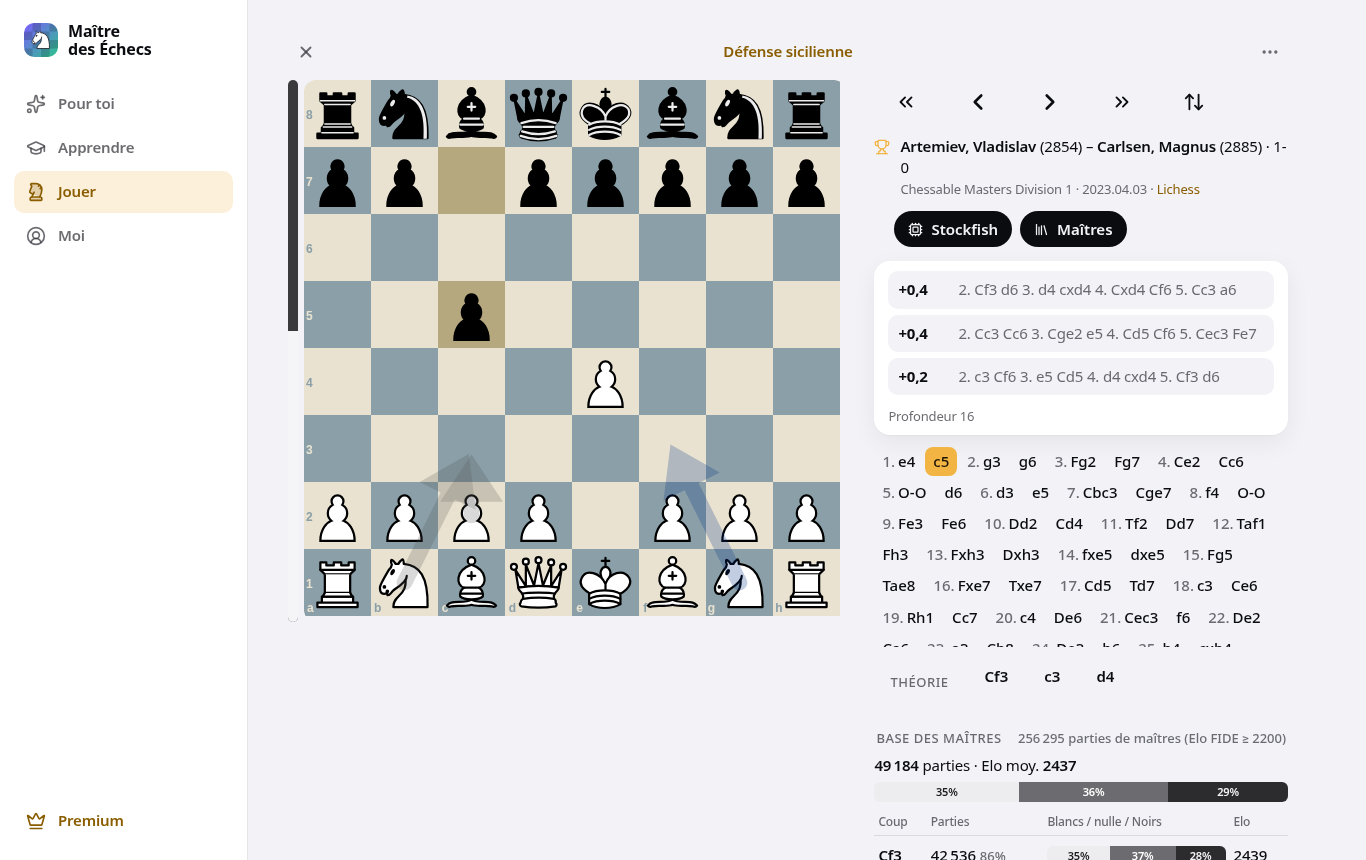 Maître
des Échecs
Pour toi
Apprendre
Jouer
Moi
Premium
Défense sicilienne
8
7
6
5
4
3
2
1
a b c d e f g h
Artemiev, Vladislav (2854) – Carlsen, Magnus (2885) · 1-
0
Chessable Masters Division 1 · 2023.04.03 · Lichess
Stockfish Maîtres
+0,4 2. Cf3 d6 3. d4 cxd4 4. Cxd4 Cf6 5. Cc3 a6
+0,4 2. Cc3 Cc6 3. Cge2 e5 4. Cd5 Cf6 5. Cec3 Fe7
+0,2 2. c3 Cf6 3. e5 Cd5 4. d4 cxd4 5. Cf3 d6
Profondeur 16
1. e4 c5 2. g3 g6 3. Fg2 Fg7 4. Ce2 Cc6
5. O-O d6 6. d3 e5 7. Cbc3 Cge7 8. f4 O-O
9. Fe3 Fe6 10. Dd2 Cd4 11. Tf2 Dd7 12. Taf1
Fh3 13. Fxh3 Dxh3 14. fxe5 dxe5 15. Fg5
Tae8 16. Fxe7 Txe7 17. Cd5 Td7 18. c3 Ce6
19. Rh1 Cc7 20. c4 De6 21. Cec3 f6 22. De2
THÉORIE Cf3 c3 d4
BASE DES MAÎTRES 256 295 parties de maîtres (Elo FIDE ≥ 2200)
49 184 parties · Elo moy. 2437
35% 36% 29%
Coup Parties Blancs / nulle / Noirs Elo
Cf3 42 536 86% 35% 37% 28% 2439